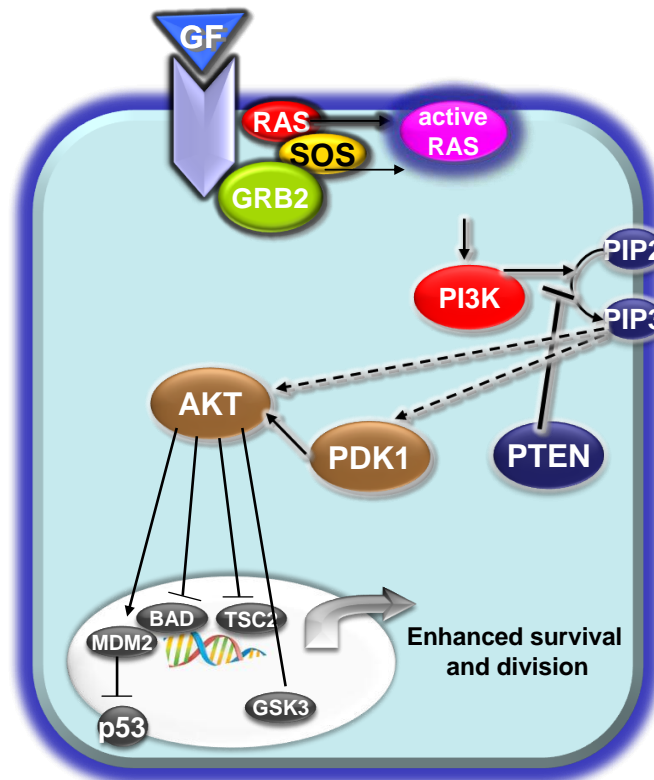 GF
RAS
active
RAS
SOS
GRB2
PIP2
PI3K
PIP3
AKT
PDK1
PTEN
BAD
TSC2
MDM2
Enhanced survival
and division
GSK3
p53